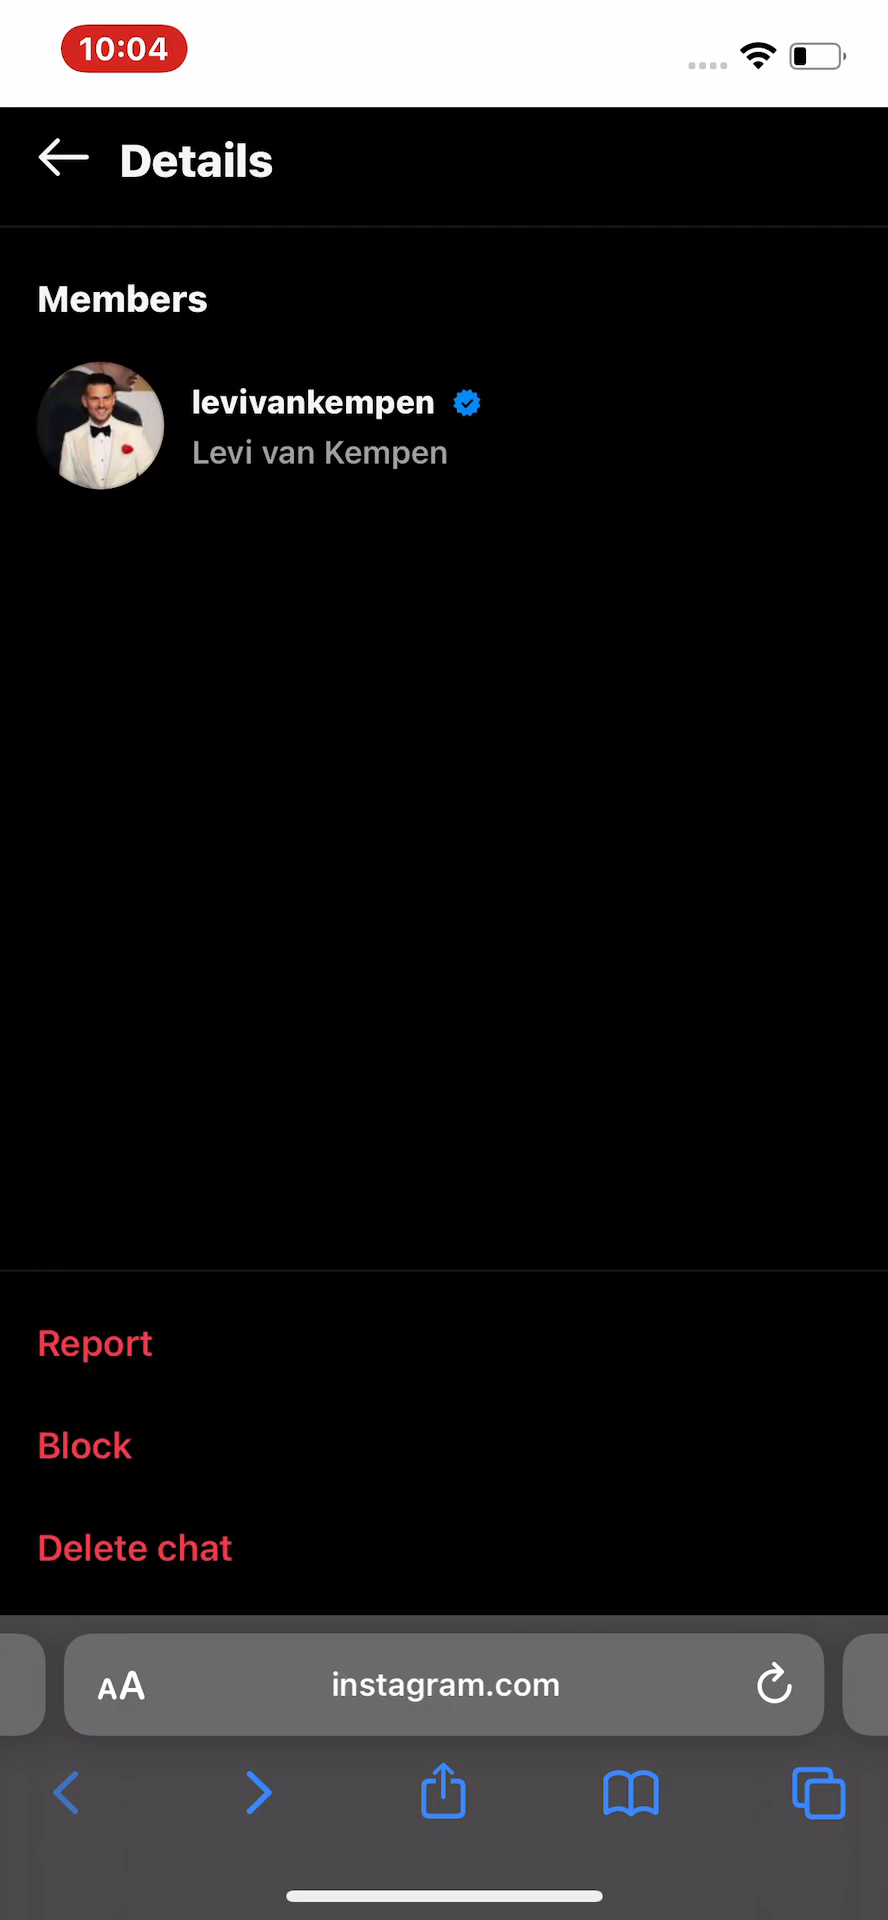 10:04
Details
Members
levivankempen
Levi van Kempen
Report
Block
Delete chat
AA
instagram.com